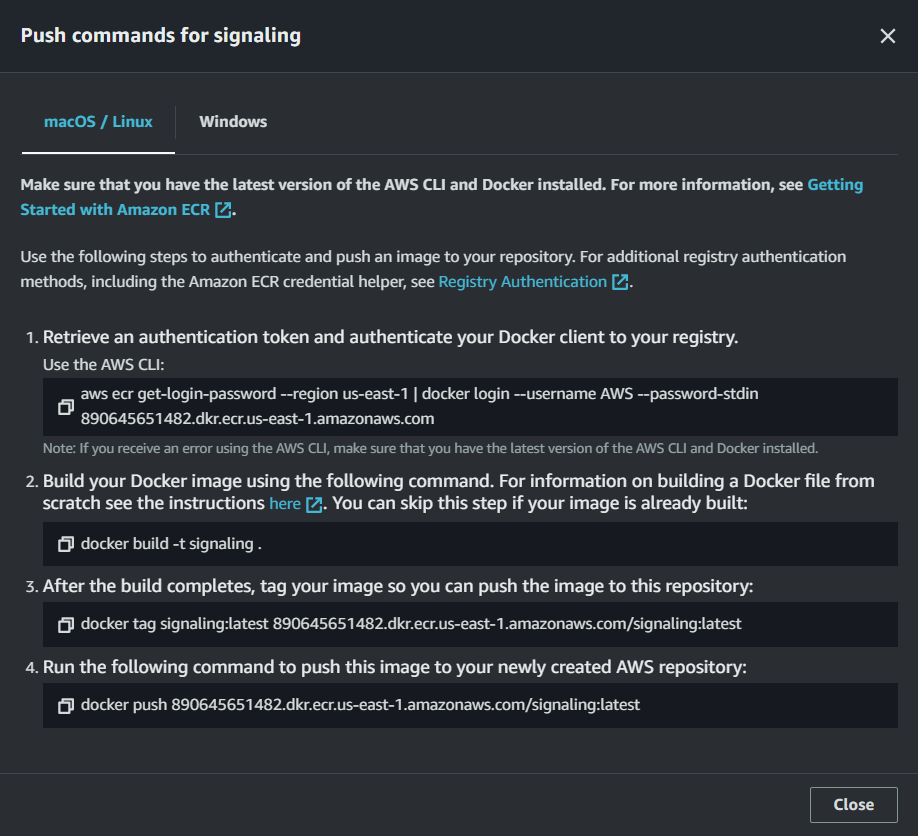 Push commands for signaling
macOS / Linux
Windows
Make sure that you have the latest version of the AWS CLI and Docker installed. For more information, see Getting
Started with Amazon ECR.
Use the following steps to authenticate and push an image to your repository. For additional registry authentication
methods, including the Amazon ECR credential helper, see Registry Authentication.
1. Retrieve an authentication token and authenticate your Docker client to your registry.
Use the AWS CLI:
aws ecr get-login-password --region us-east-1 | docker login --username AWS --password-stdin
890645651482.dkr.ecr.us-east-1.amazonaws.com
Note: If you receive an error using the AWS CLI, make sure that you have the latest version of the AWS CLI and Docker installed.
2. Build your Docker image using the following command. For information on building a Docker file from
scratch see the instructions here. You can skip this step if your image is already built:
docker build -t signaling .
3. After the build completes, tag your image so you can push the image to this repository:
docker tag signaling:latest 890645651482.dkr.ecr.us-east-1.amazonaws.com/signaling:latest
4. Run the following command to push this image to your newly created AWS repository:
docker push 890645651482.dkr.ecr.us-east-1.amazonaws.com/signaling:latest
Close